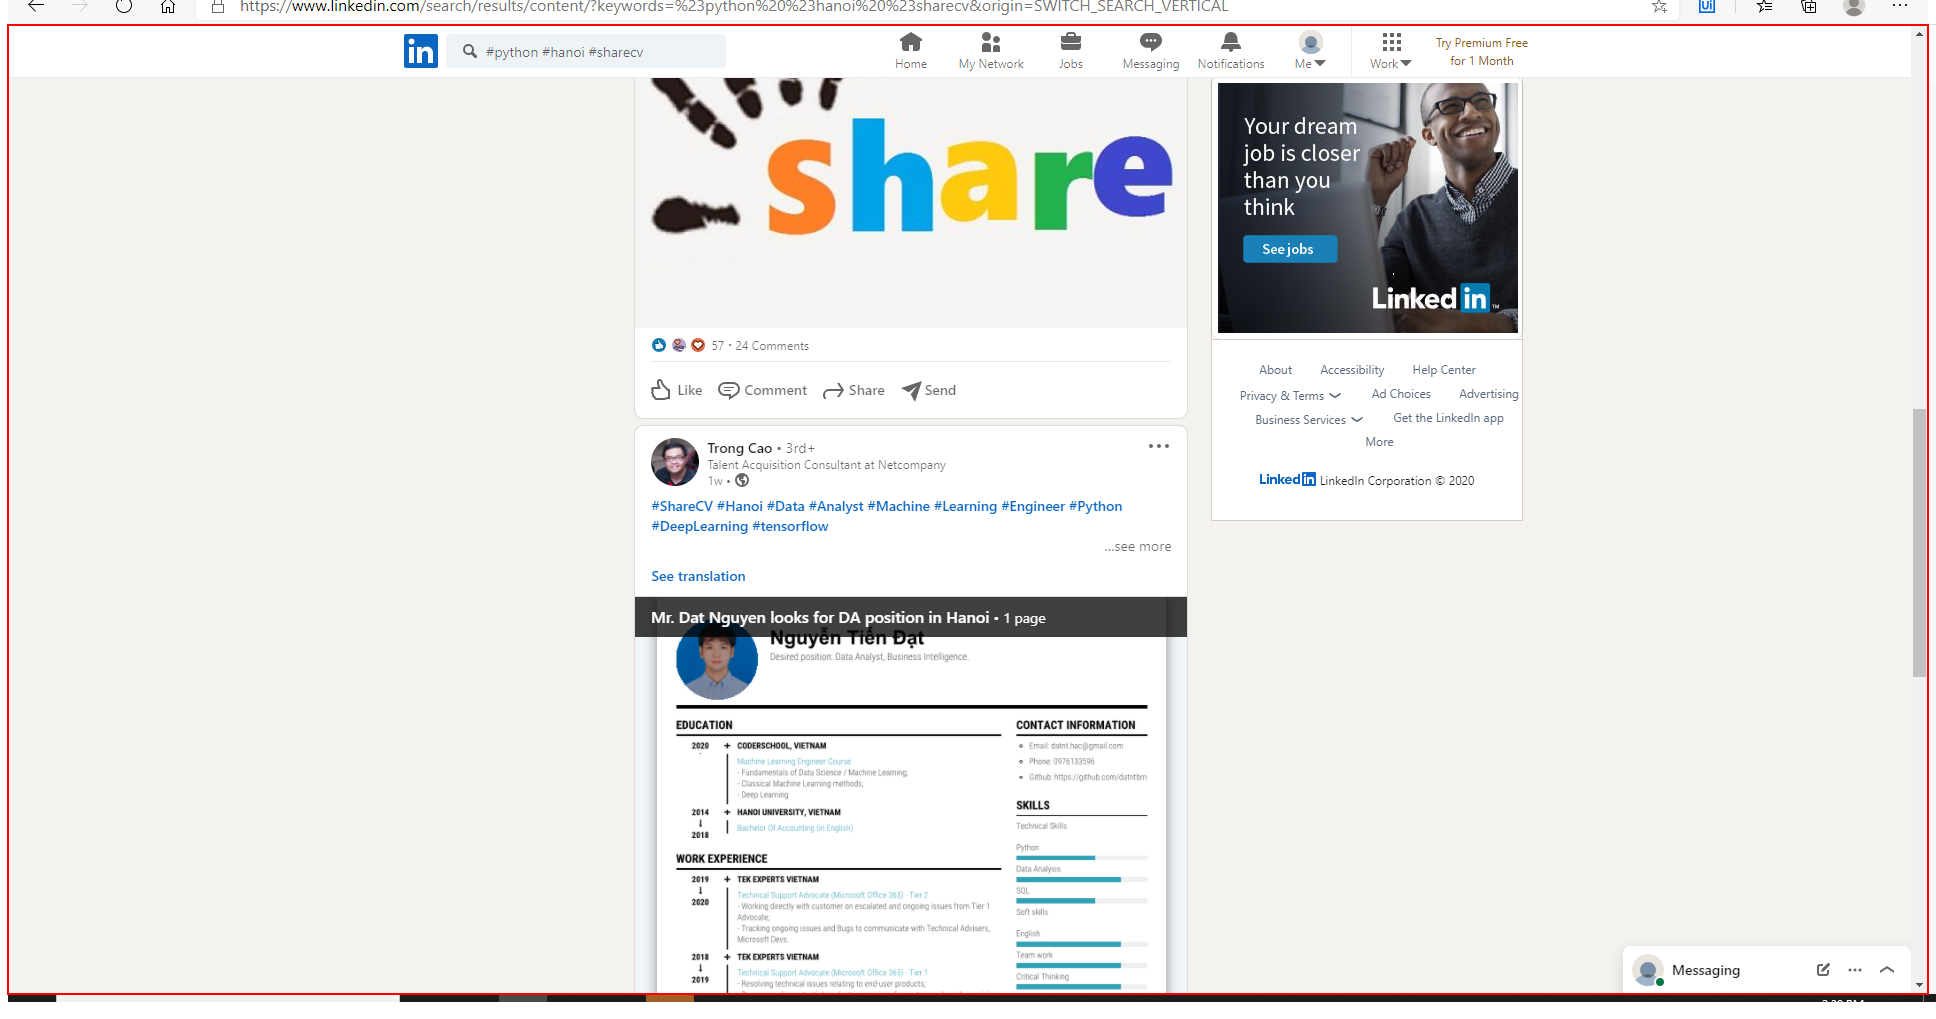 https://www.linkedin.com/search/results/content/?keywords=%23python%20%23hanoi%20%23sharecv&origin=SWITCH_SEARCH_VERTICAL
in
#python #hanoi #sharecv
Home
My Network
Jobs
Messaging
Notifications
Me
Work
Try Premium Free
for 1 Month
share
57 • 24 Comments
Like
Comment
Share
Send
Trong Cao • 3rd+
Talent Acquisition Consultant at Netcompany
1w •
#ShareCV #Hanoi #Data #Analyst #Machine #Learning #Engineer #Python
#DeepLearning #tensorflow
...see more
See translation
Mr. Dat Nguyen looks for DA position in Hanoi • 1 page
Nguyễn Tiến Đạt
Desired position: Data Analyst, Business Intelligence.
EDUCATION
2020 + CODERSCHOOL, VIETNAM
Machine Learning Engineer Course
- Fundamentals of Data Science / Machine Learning;
- Classical Machine Learning methods;
- Deep Learning
2014 + HANOI UNIVERSITY, VIETNAM
2018
Bachelor Of Accounting (in English)
WORK EXPERIENCE
2019 + TEK EXPERTS VIETNAM
2020
Technical Support Advocate (Microsoft Office 365) - Tier 2
- Working directly with customer on escalated and ongoing issues from Tier 1
Advocate;
- Tracking ongoing issues and Bugs to communicate with Technical Advisers,
Microsoft Devs.
2018 + TEK EXPERTS VIETNAM
2019
Technical Support Advocate (Microsoft Office 365) - Tier 1
- Resolving technical issues relating to end-user products;
CONTACT INFORMATION
Email: datnt.hac@gmail.com
Phone: 0976133596
Github: https://github.com/datntbrn
SKILLS
Technical Skills
Python
Data Analysis
SQL
Soft skills
English
Team work
Critical Thinking
Your dream
job is closer
than you
think
See jobs
Linked in ™
About
Accessibility
Help Center
Privacy & Terms
Ad Choices
Advertising
Business Services
Get the LinkedIn app
More
Linked in LinkedIn Corporation © 2020
Messaging